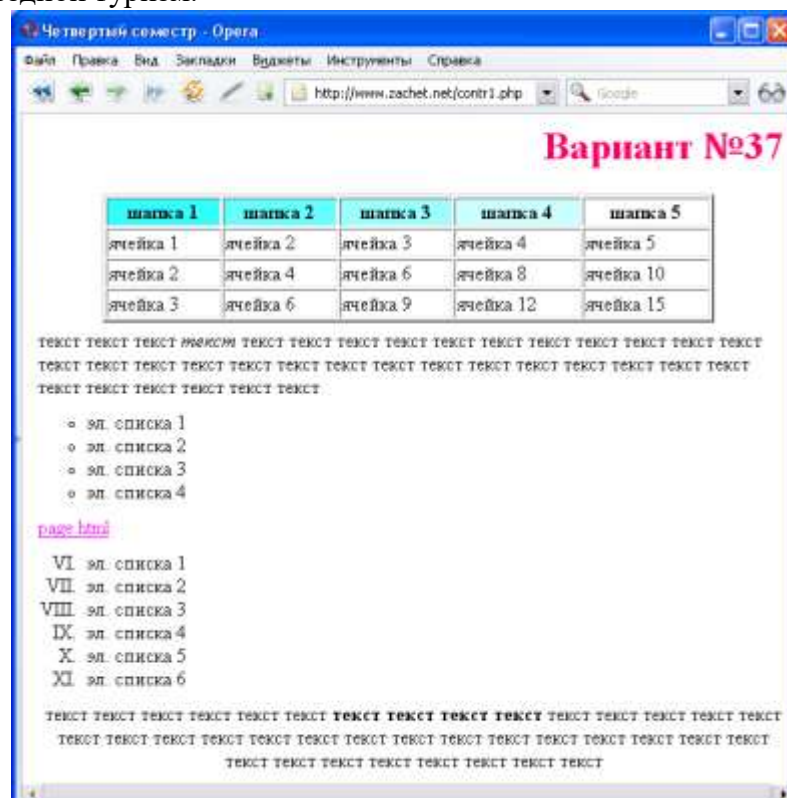 Четвертый семестр - Opera
Файл Правка Вид Закладки Виджеты Инструменты Справка
http://www.zachet.net/contr1.php Google
Вариант №37
шапка 1 шапка 2 шапка 3 шапка 4 шапка 5
ячейка 1 ячейка 2 ячейка 3 ячейка 4 ячейка 5
ячейка 2 ячейка 4 ячейка 6 ячейка 8 ячейка 10
ячейка 3 ячейка 6 ячейка 9 ячейка 12 ячейка 15
текст текст текст текст текст текст текст текст текст текст текст текст текст текст текст
текст текст текст текст текст текст текст текст текст текст текст текст текст текст текст
текст текст текст текст текст текст
эл. списка 1
эл. списка 2
эл. списка 3
эл. списка 4
page.html
VI. эл. списка 1
VII. эл. списка 2
VIII. эл. списка 3
IX. эл. списка 4
X. эл. списка 5
XI. эл. списка 6
текст текст текст текст текст текст текст текст текст текст текст текст текст текст текст
текст текст текст текст текст текст текст текст текст текст текст текст текст текст текст
текст текст текст текст текст текст текст текст